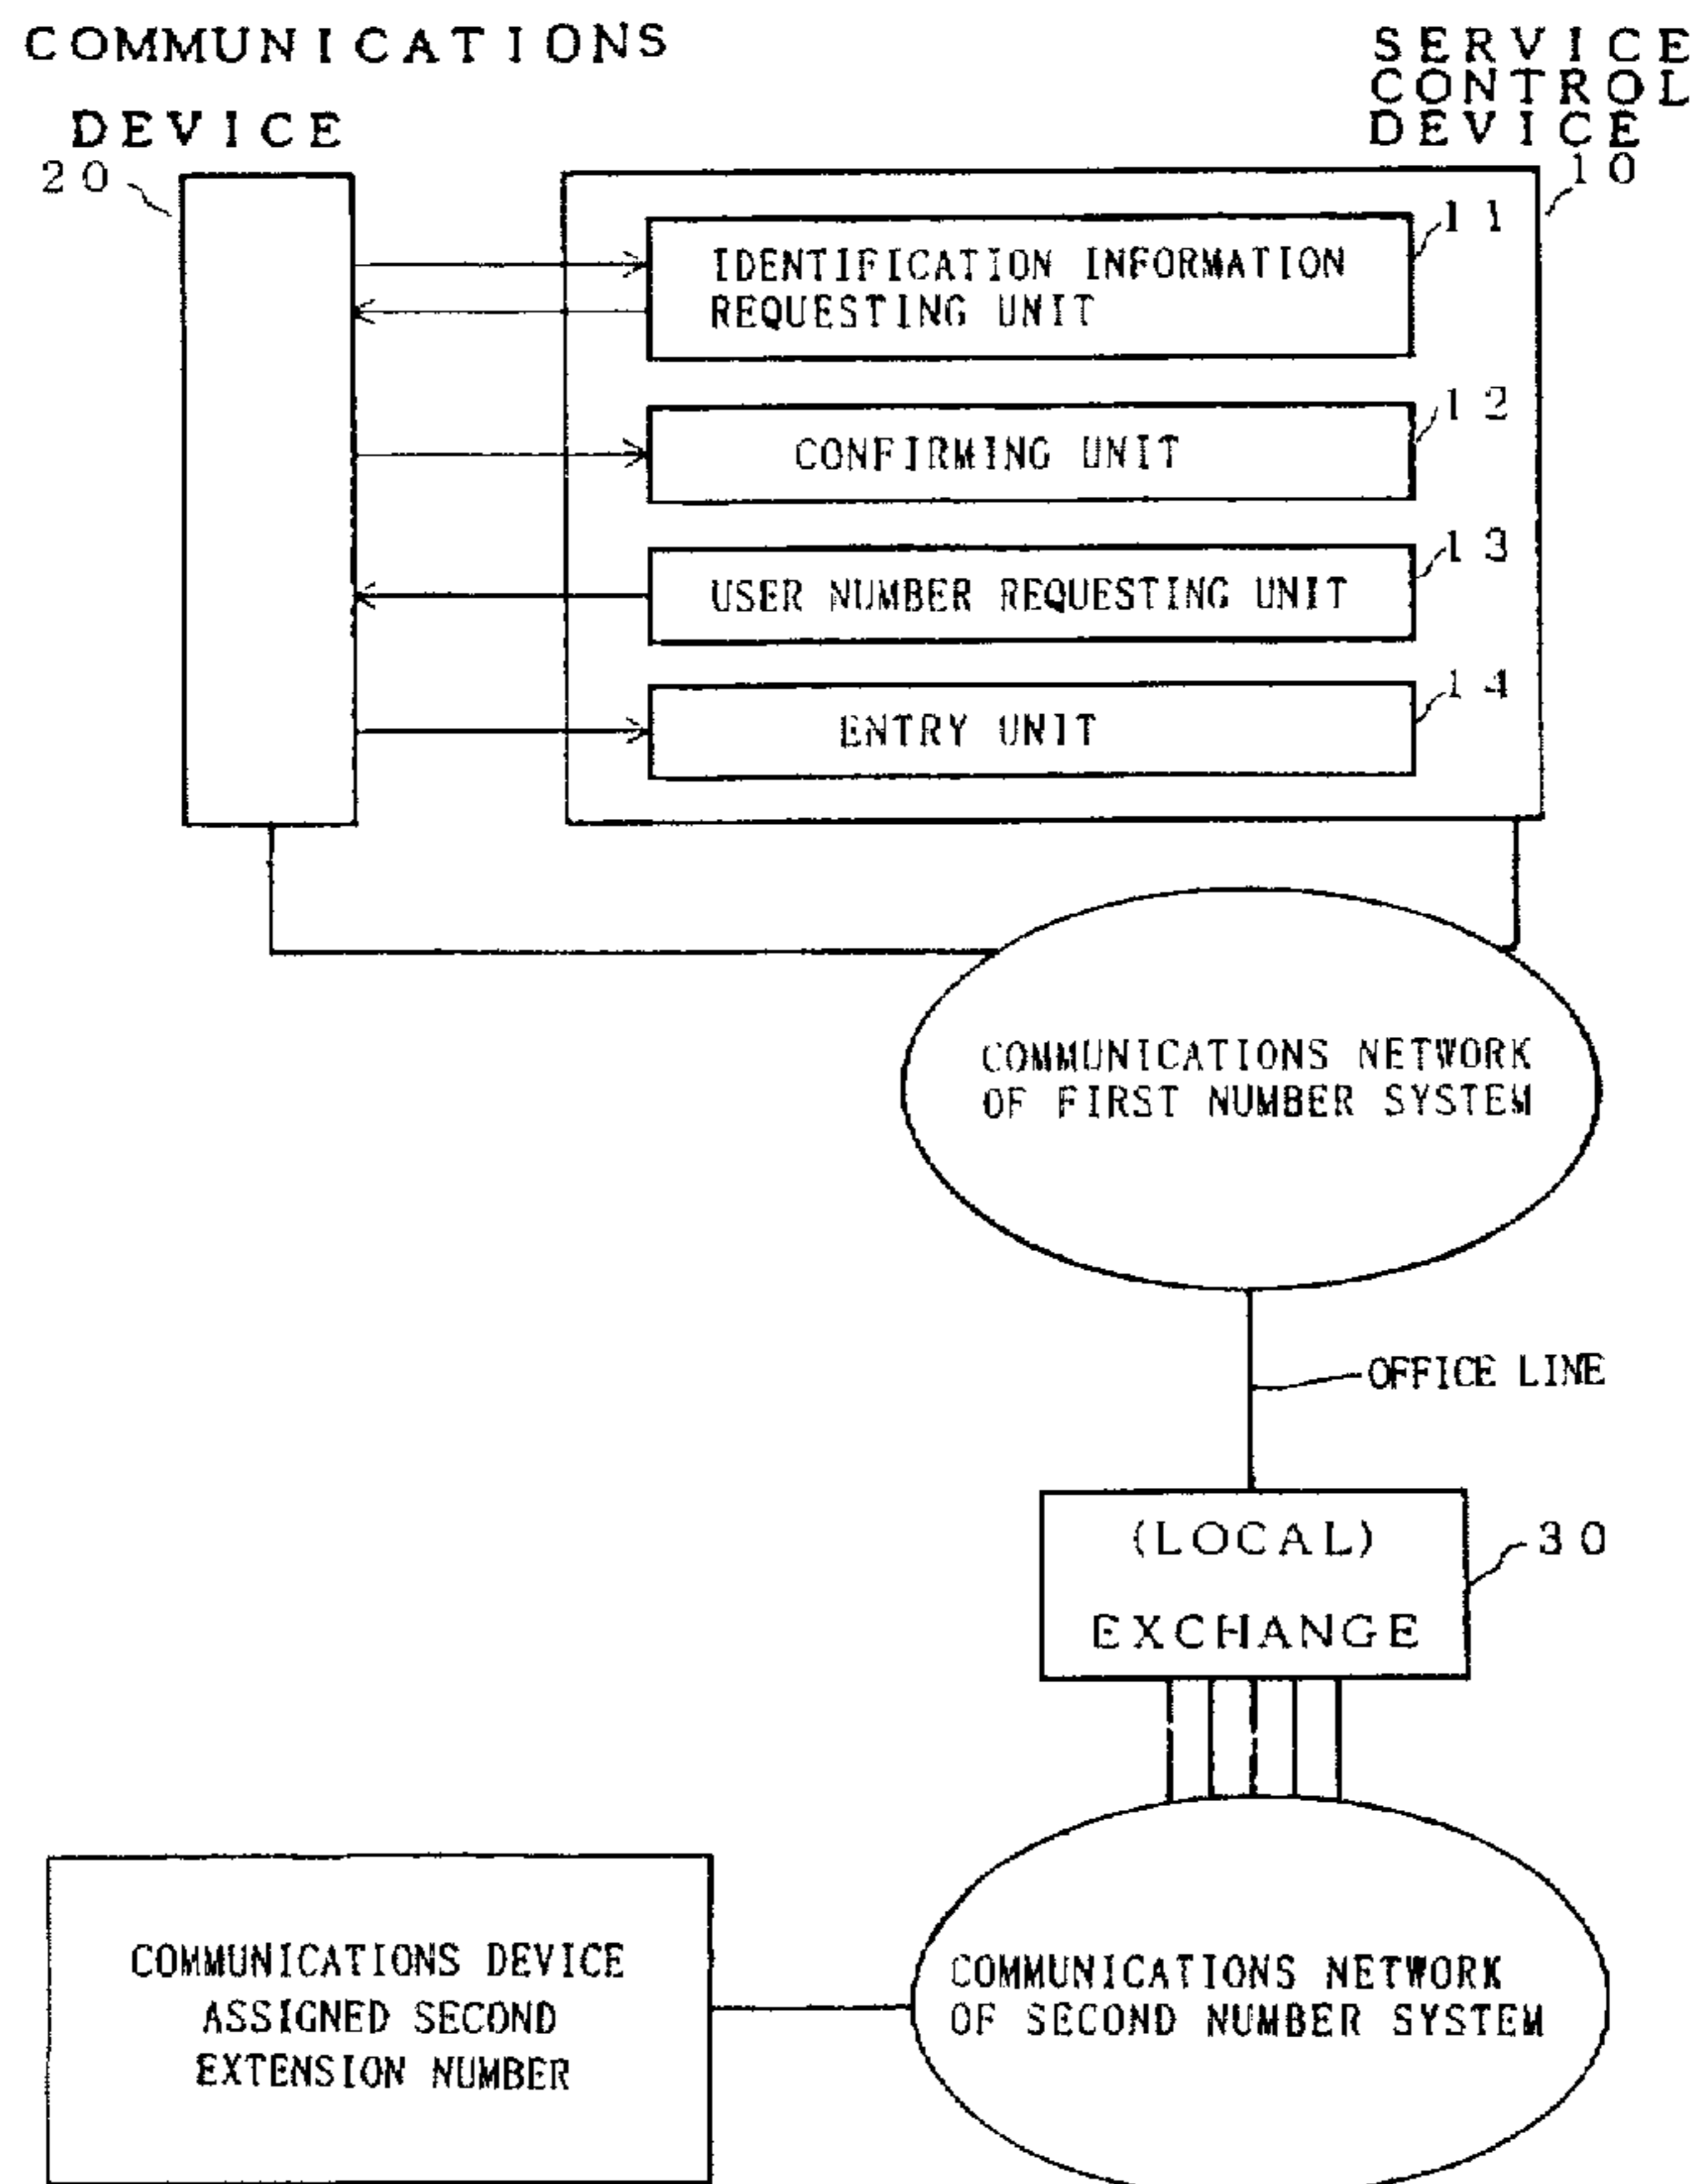 COMMUNICATIONS
DEVICE
20
SERVICE
CONTROL
DEVICE
10
IDENTIFICATION INFORMATION
REQUESTING UNIT
11
CONFIRMING UNIT
12
USER NUMBER REQUESTING UNIT
13
ENTRY UNIT
14
COMMUNICATIONS NETWORK
OF FIRST NUMBER SYSTEM
OFFICE LINE
(LOCAL)
EXCHANGE
30
COMMUNICATIONS DEVICE
ASSIGNED SECOND
EXTENSION NUMBER
COMMUNICATIONS NETWORK
OF SECOND NUMBER SYSTEM